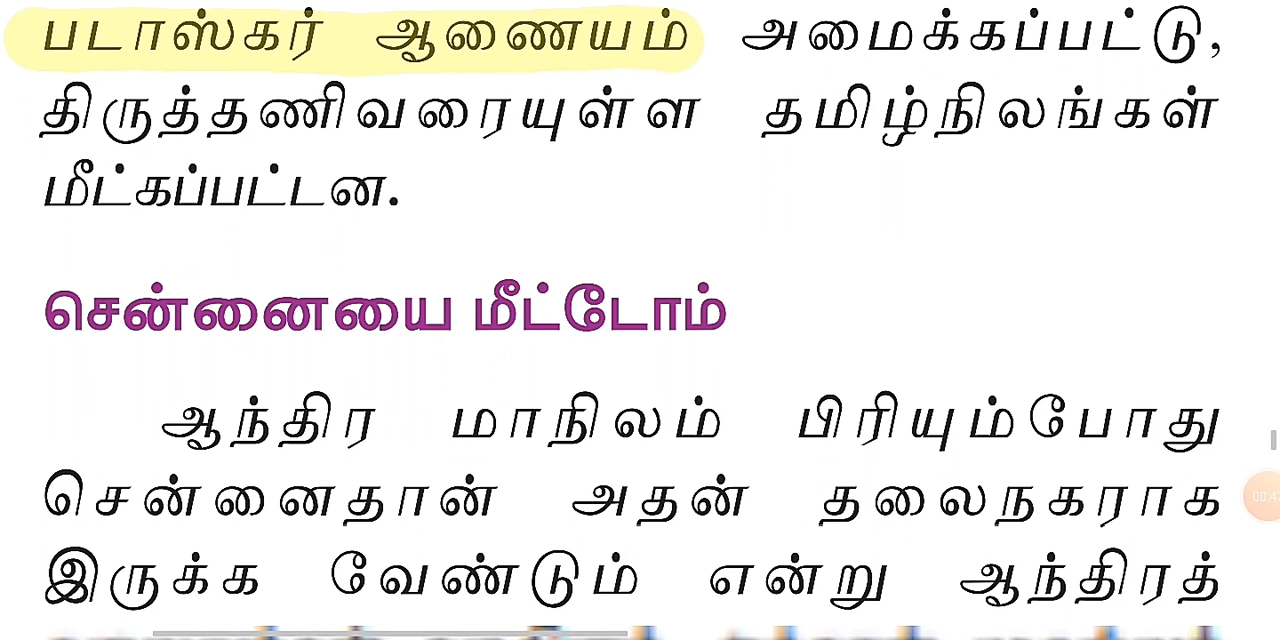 படாஸ்கர் ஆணையம் அமைக்கப்பட்டு,
திருத்தணிவரையுள்ள தமிழ்நிலங்கள்
மீட்கப்பட்டன.
சென்னையை மீட்டோம்
ஆந்திர மாநிலம் பிரியும்போது
சென்னைதான் அதன் தலைநகராக
இருக்க வேண்டும் என்று ஆந்திரத்